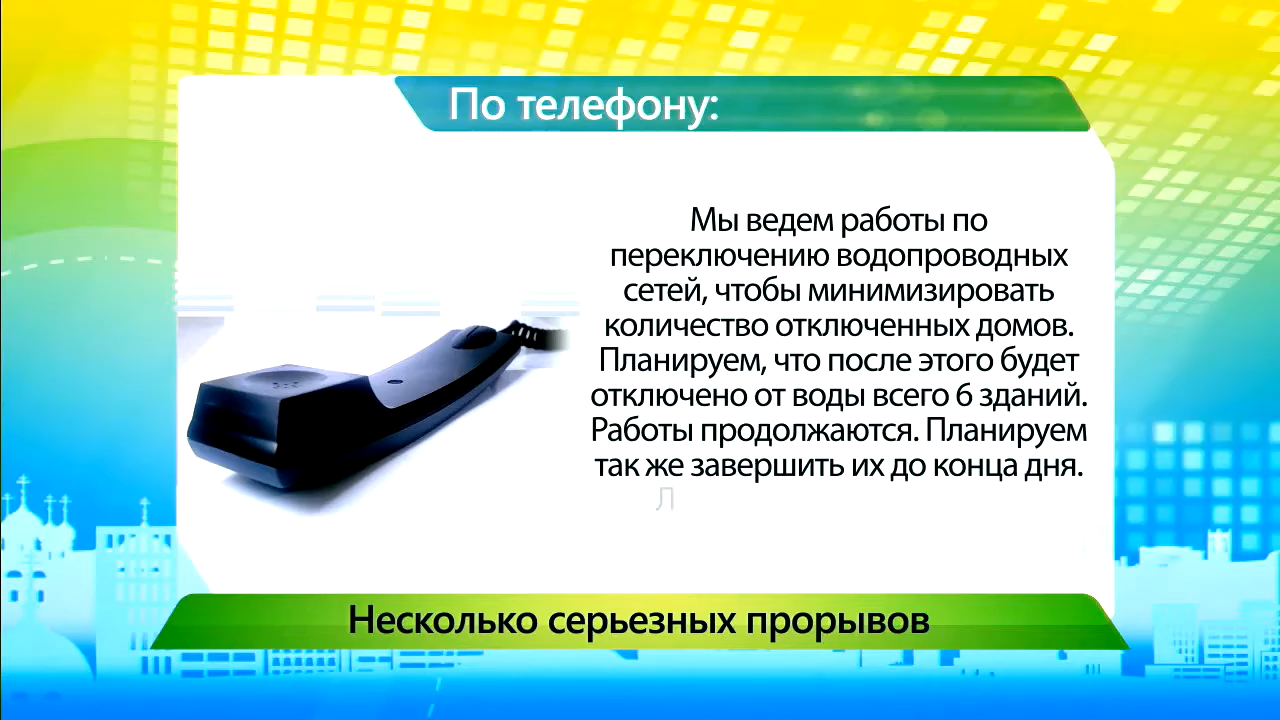 По телефону:
Мы ведем работы по
переключению водопроводных
сетей, чтобы минимизировать
количество отключенных домов.
Планируем, что после этого будет
отключено от воды всего 6 зданий.
Работы продолжаются. Планируем
так же завершить их до конца дня.
Л
Несколько серьезных прорывов